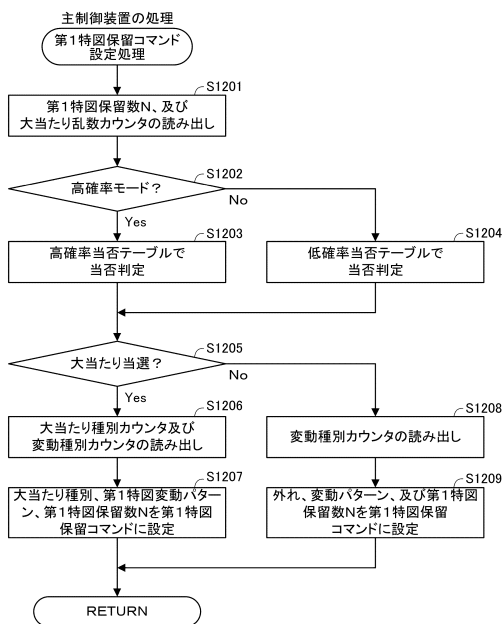 主制御装置の処理
第１特図保留コマンド
設定処理
S1201
第１特図保留数Ｎ、及び
大当たり乱数カウンタの読み出し
S1202
高確率モード？
No
Yes
S1203
高確率当否テーブルで
当否判定
S1204
低確率当否テーブルで
当否判定
S1205
大当たり当選？
No
Yes
S1206
大当たり種別カウンタ及び
変動種別カウンタの読み出し
S1208
変動種別カウンタの読み出し
S1207
大当たり種別、第１特図変動パター
ン、第１特図保留数Ｎを第１特図
保留コマンドに設定
S1209
外れ、変動パターン、及び第１特図
保留数Ｎを第１特図保留
コマンドに設定
ＲＥＴＵＲＮ